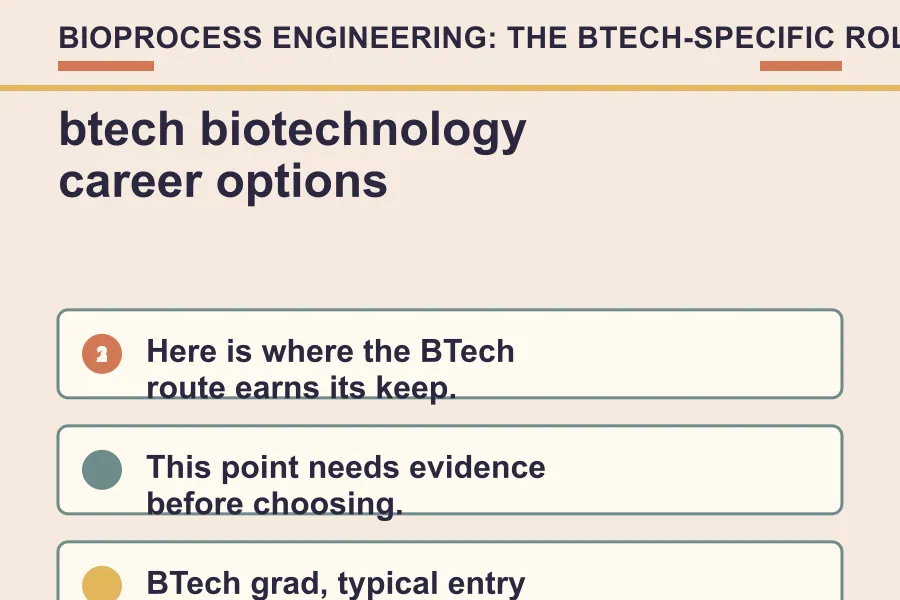 BIOPROCESS ENGINEERING: THE BTECH-SPECIFIC ROL
btech biotechnology
career options
Here is where the BTech
route earns its keep.
This point needs evidence
before choosing.
BTech grad, typical entry